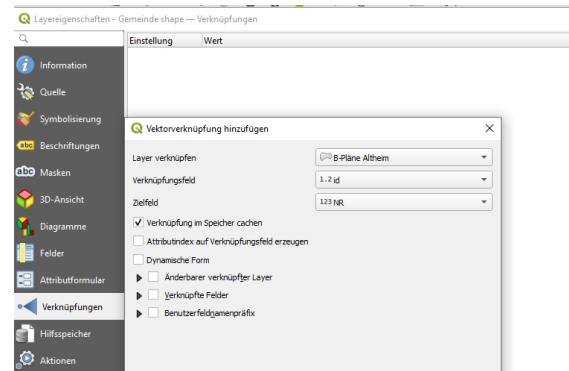 Layereigenschaften - Gemeinde shape — Verknüpfungen
Einstellung Wert
Information
Quelle
Symbolisierung
abc Beschriftungen
abc Masken
3D-Ansicht
Diagramme
Felder
Attributformular
Verknüpfungen
Hilfsspeicher
Aktionen
Vektorverknüpfung hinzufügen
Layer verknüpfen B-Pläne Altheim
Verknüpfungsfeld 1.2 id
Zielfeld 123 NR
Verknüpfung im Speicher cachen
Attributindex auf Verknüpfungsfeld erzeugen
Dynamische Form
Änderbarer verknüpfter Layer
Verknüpfte Felder
Benutzerfeldnamenpräfix